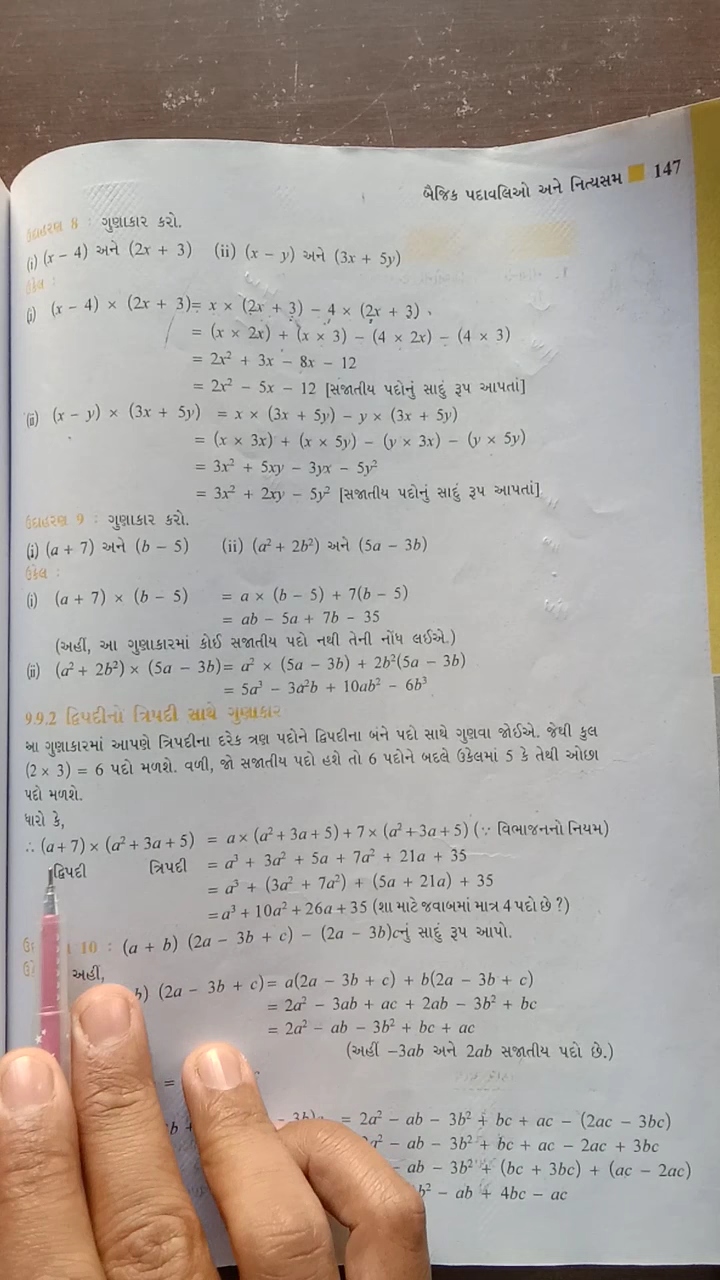 બૈજિક પદાવલિઓ અને નિત્યસમ 147
ઉદાહરણ 8 : ગુણાકાર કરો.
(i) (x – 4) અને (2x + 3) (ii) (x – y) અને (3x + 5y)
ઉકેલ :
(i) (x – 4) × (2x + 3)= x × (2x + 3) – 4 × (2x + 3)
= (x × 2x) + (x × 3) – (4 × 2x) – (4 × 3)
= 2x² + 3x – 8x – 12
= 2x² – 5x – 12 [સજાતીય પદોનું સાદું રૂપ આપતાં]
(ii) (x – y) × (3x + 5y) = x × (3x + 5y) – y × (3x + 5y)
= (x × 3x) + (x × 5y) – (y × 3x) – (y × 5y)
= 3x² + 5xy – 3yx – 5y²
= 3x² + 2xy – 5y² [સજાતીય પદોનું સાદું રૂપ આપતાં]
ઉદાહરણ 9 : ગુણાકાર કરો.
(i) (a + 7) અને (b – 5) (ii) (a² + 2b²) અને (5a – 3b)
ઉકેલ :
(i) (a + 7) × (b – 5) = a × (b – 5) + 7(b – 5)
= ab – 5a + 7b – 35
(અહીં, આ ગુણાકારમાં કોઈ સજાતીય પદો નથી તેની નોંધ લઈએ.)
(ii) (a² + 2b²) × (5a – 3b)= a² × (5a – 3b) + 2b²(5a – 3b)
= 5a³ – 3a²b + 10ab² – 6b³
9.9.2 દ્વિપદીનો ત્રિપદી સાથે ગુણાકાર
આ ગુણાકારમાં આપણે ત્રિપદીના દરેક ત્રણ પદોને દ્વિપદીના બંને પદો સાથે ગુણવા જોઈએ. જેથી કુલ
(2 × 3) = 6 પદો મળશે. વળી, જો સજાતીય પદો હશે તો 6 પદોને બદલે ઉકેલમાં 5 કે તેથી ઓછા
પદો મળશે.
ધારો કે,
∴ (a + 7) × (a² + 3a + 5) = a × (a² + 3a + 5) + 7 × (a² + 3a + 5) (∵ વિભાજનનો નિયમ)
દ્વિપદી ત્રિપદી = a³ + 3a² + 5a + 7a² + 21a + 35
= a³ + (3a² + 7a²) + (5a + 21a) + 35
= a³ + 10a² + 26a + 35 (શા માટે જવાબમાં માત્ર 4 પદો છે ?)
10 : (a + b) (2a – 3b + c) – (2a – 3b)cનું સાદું રૂપ આપો.
અહીં,
b) (2a – 3b + c)= a(2a – 3b + c) + b(2a – 3b + c)
= 2a² – 3ab + ac + 2ab – 3b² + bc
= 2a² – ab – 3b² + bc + ac
(અહીં –3ab અને 2ab સજાતીય પદો છે.)
=
= 2a² – ab – 3b² + bc + ac – (2ac – 3bc)
– ab – 3b² + bc + ac – 2ac + 3bc
– ab – 3b² + (bc + 3bc) + (ac – 2ac)
– ab + 4bc – ac